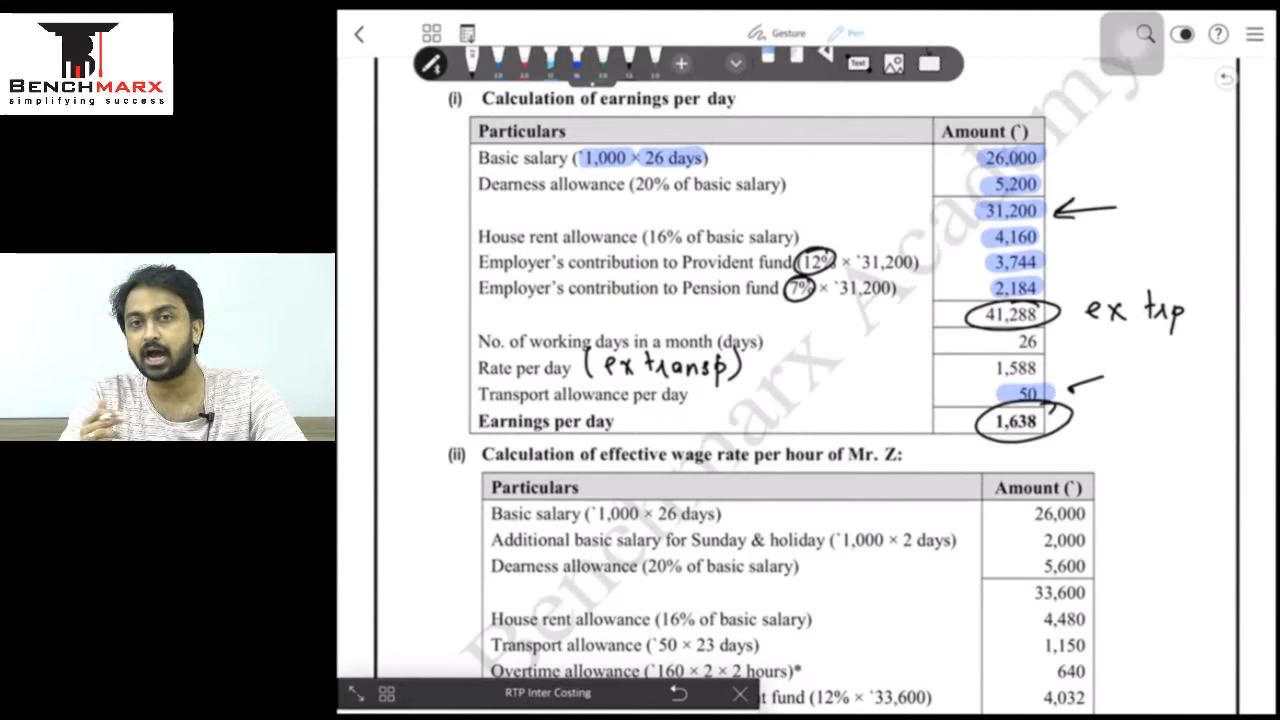 BENCHMARX
simplifying success
Gesture
Pen
Text
(i) Calculation of earnings per day
Particulars Amount (`)
Basic salary (`1,000 × 26 days) 26,000
Dearness allowance (20% of basic salary) 5,200
31,200
House rent allowance (16% of basic salary) 4,160
Employer's contribution to Provident fund (12% × `31,200) 3,744
Employer's contribution to Pension fund (7% × `31,200) 2,184
41,288 ex trp
No. of working days in a month (days) 26
Rate per day (ex transp) 1,588
Transport allowance per day 50
Earnings per day 1,638
(ii) Calculation of effective wage rate per hour of Mr. Z:
Particulars Amount (`)
Basic salary (`1,000 × 26 days) 26,000
Additional basic salary for Sunday & holiday (`1,000 × 2 days) 2,000
Dearness allowance (20% of basic salary) 5,600
33,600
House rent allowance (16% of basic salary) 4,480
Transport allowance (`50 × 23 days) 1,150
Overtime allowance (`160 × 2 × 2 hours)* 640
t fund (12% × `33,600) 4,032
RTP Inter Costing
Benchmarx Academy